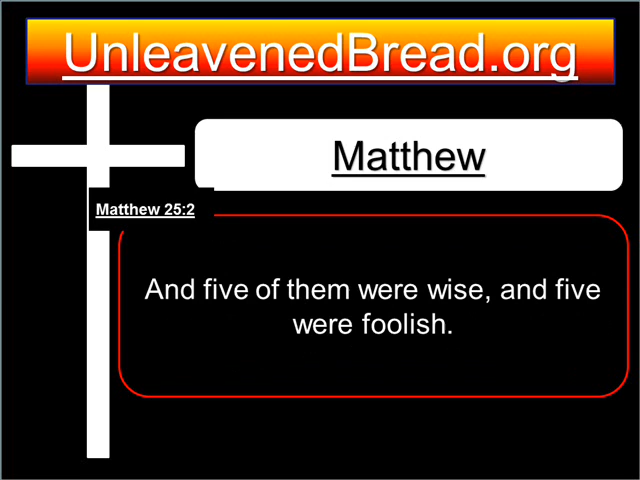 UnleavenedBread.org
Matthew
Matthew 25:2
And five of them were wise, and five
were foolish.